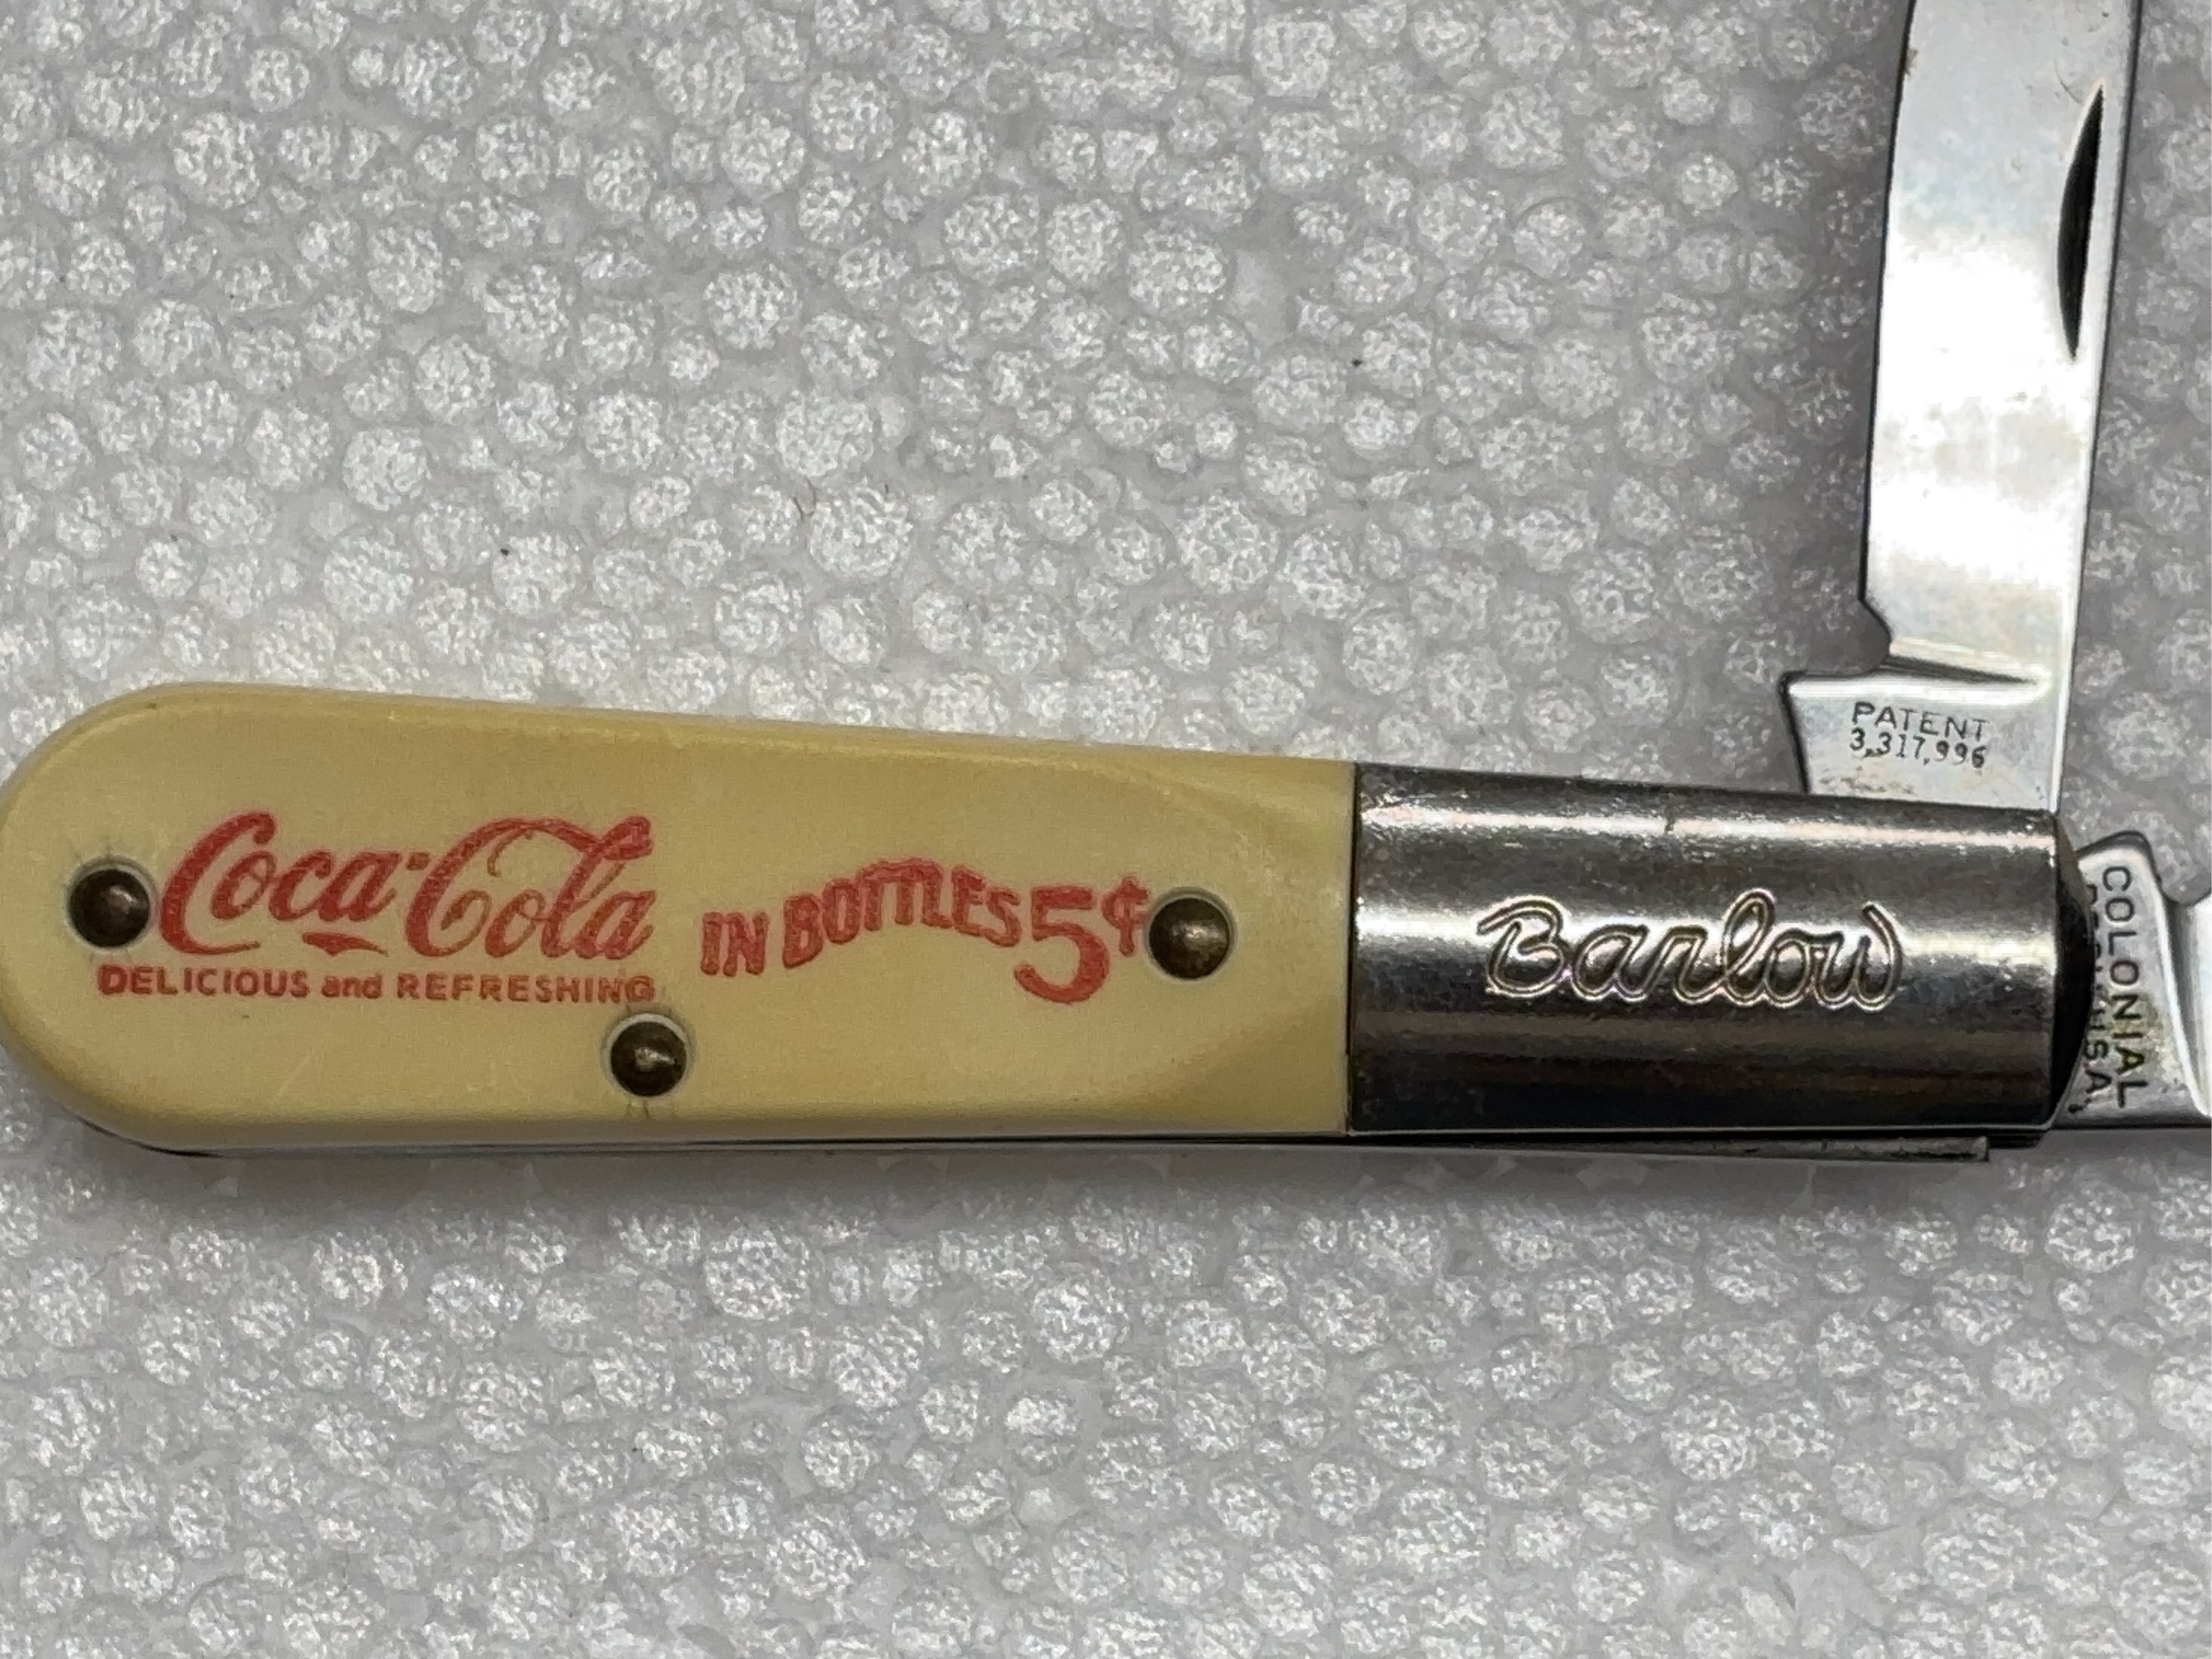 Coca-Cola
DELICIOUS and REFRESHING
IN BOTTLES 5¢
Barlow
PATENT
3,317,996
COLONIAL
U.S.A.